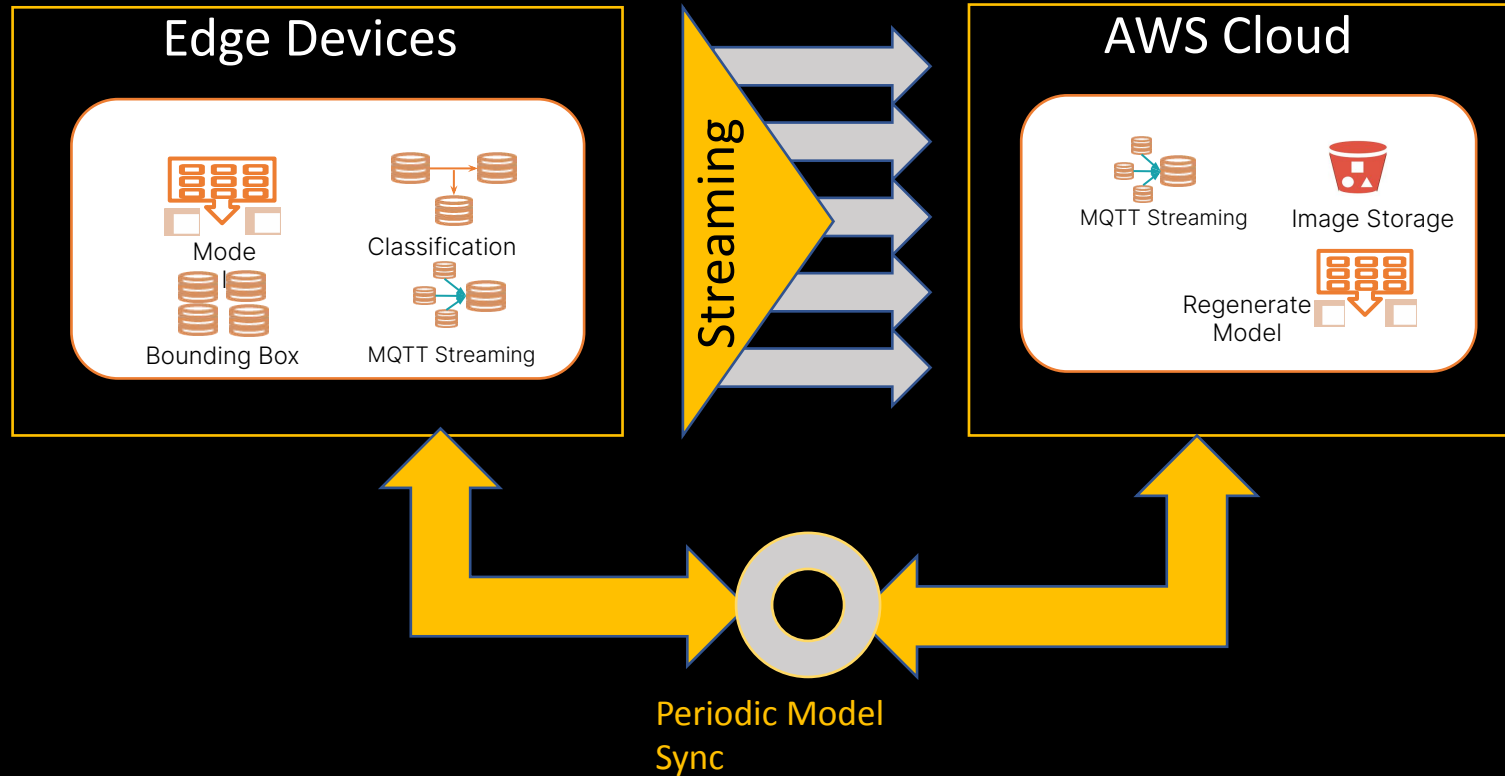 Edge Devices
Mode
l
Classification
Bounding Box
MQTT Streaming
Streaming
AWS Cloud
MQTT Streaming
Image Storage
Regenerate
Model
Periodic Model
Sync